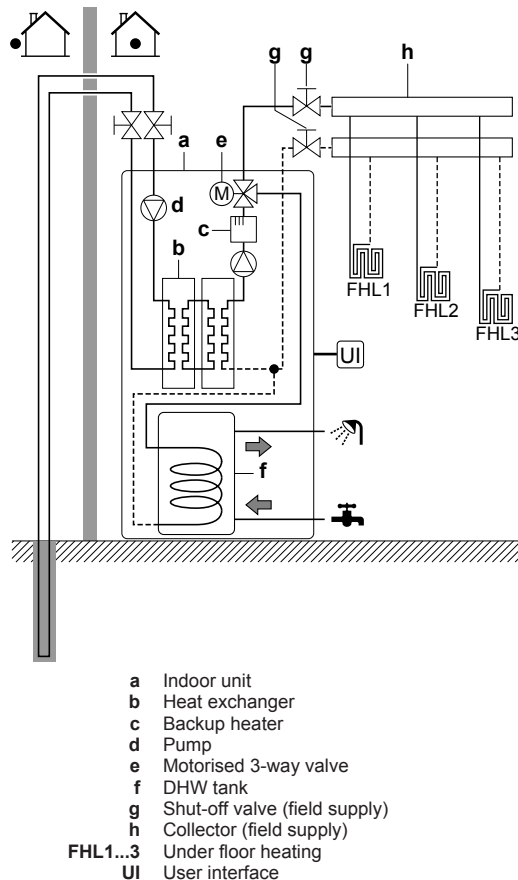 g g h
a e
M
d
c
b
FHL1
FHL2
FHL3
UI
f
a Indoor unit
b Heat exchanger
c Backup heater
d Pump
e Motorised 3-way valve
f DHW tank
g Shut-off valve (field supply)
h Collector (field supply)
FHL1...3 Under floor heating
UI User interface